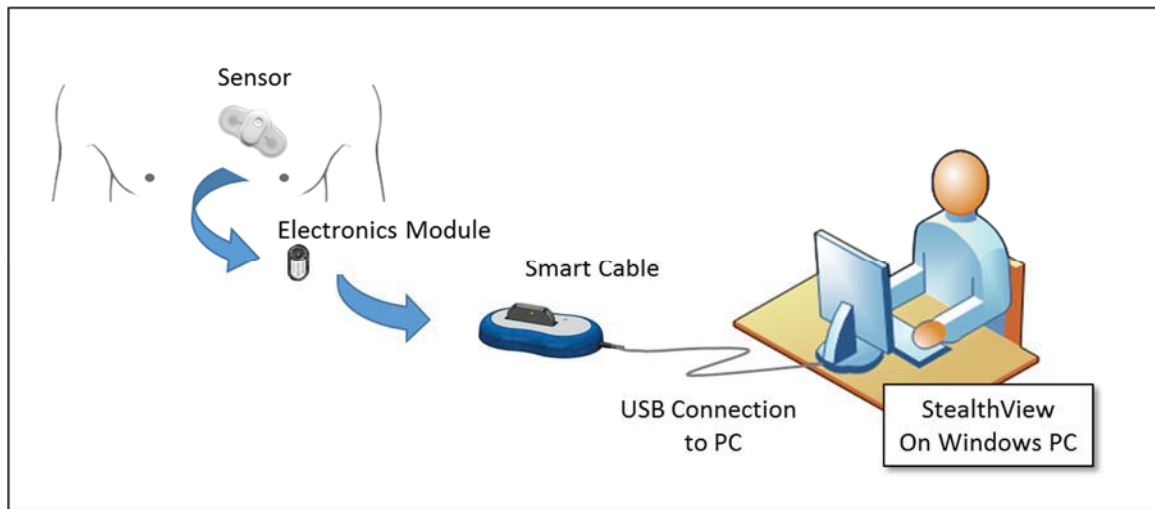 Sensor
Electronics Module
Smart Cable
USB Connection
to PC
StealthView
On Windows PC